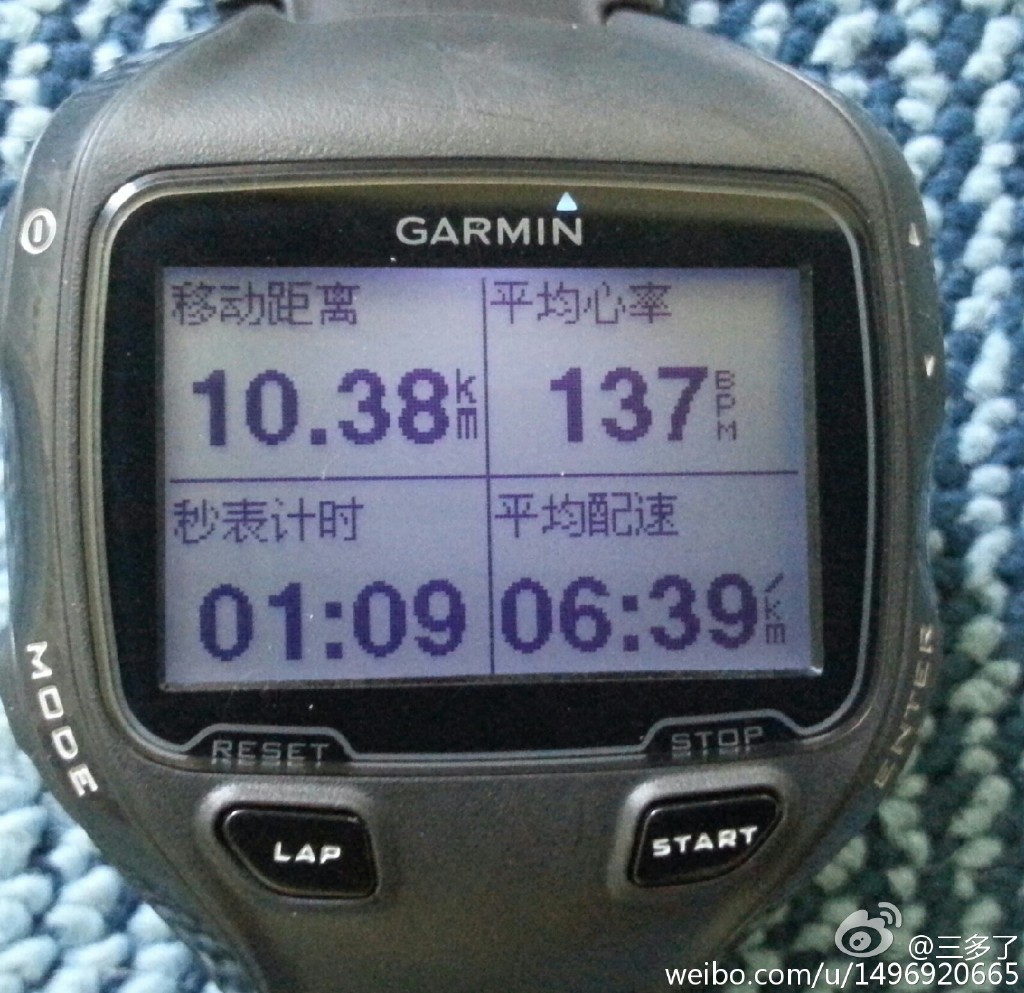 GARMIN
移动距离
10.38 km
平均心率
137 BPM
秒表计时
01:09
平均配速
06:39 /km
MODE
ENTER
RESET
STOP
LAP
START
@三多了
weibo.com/u/1496920665